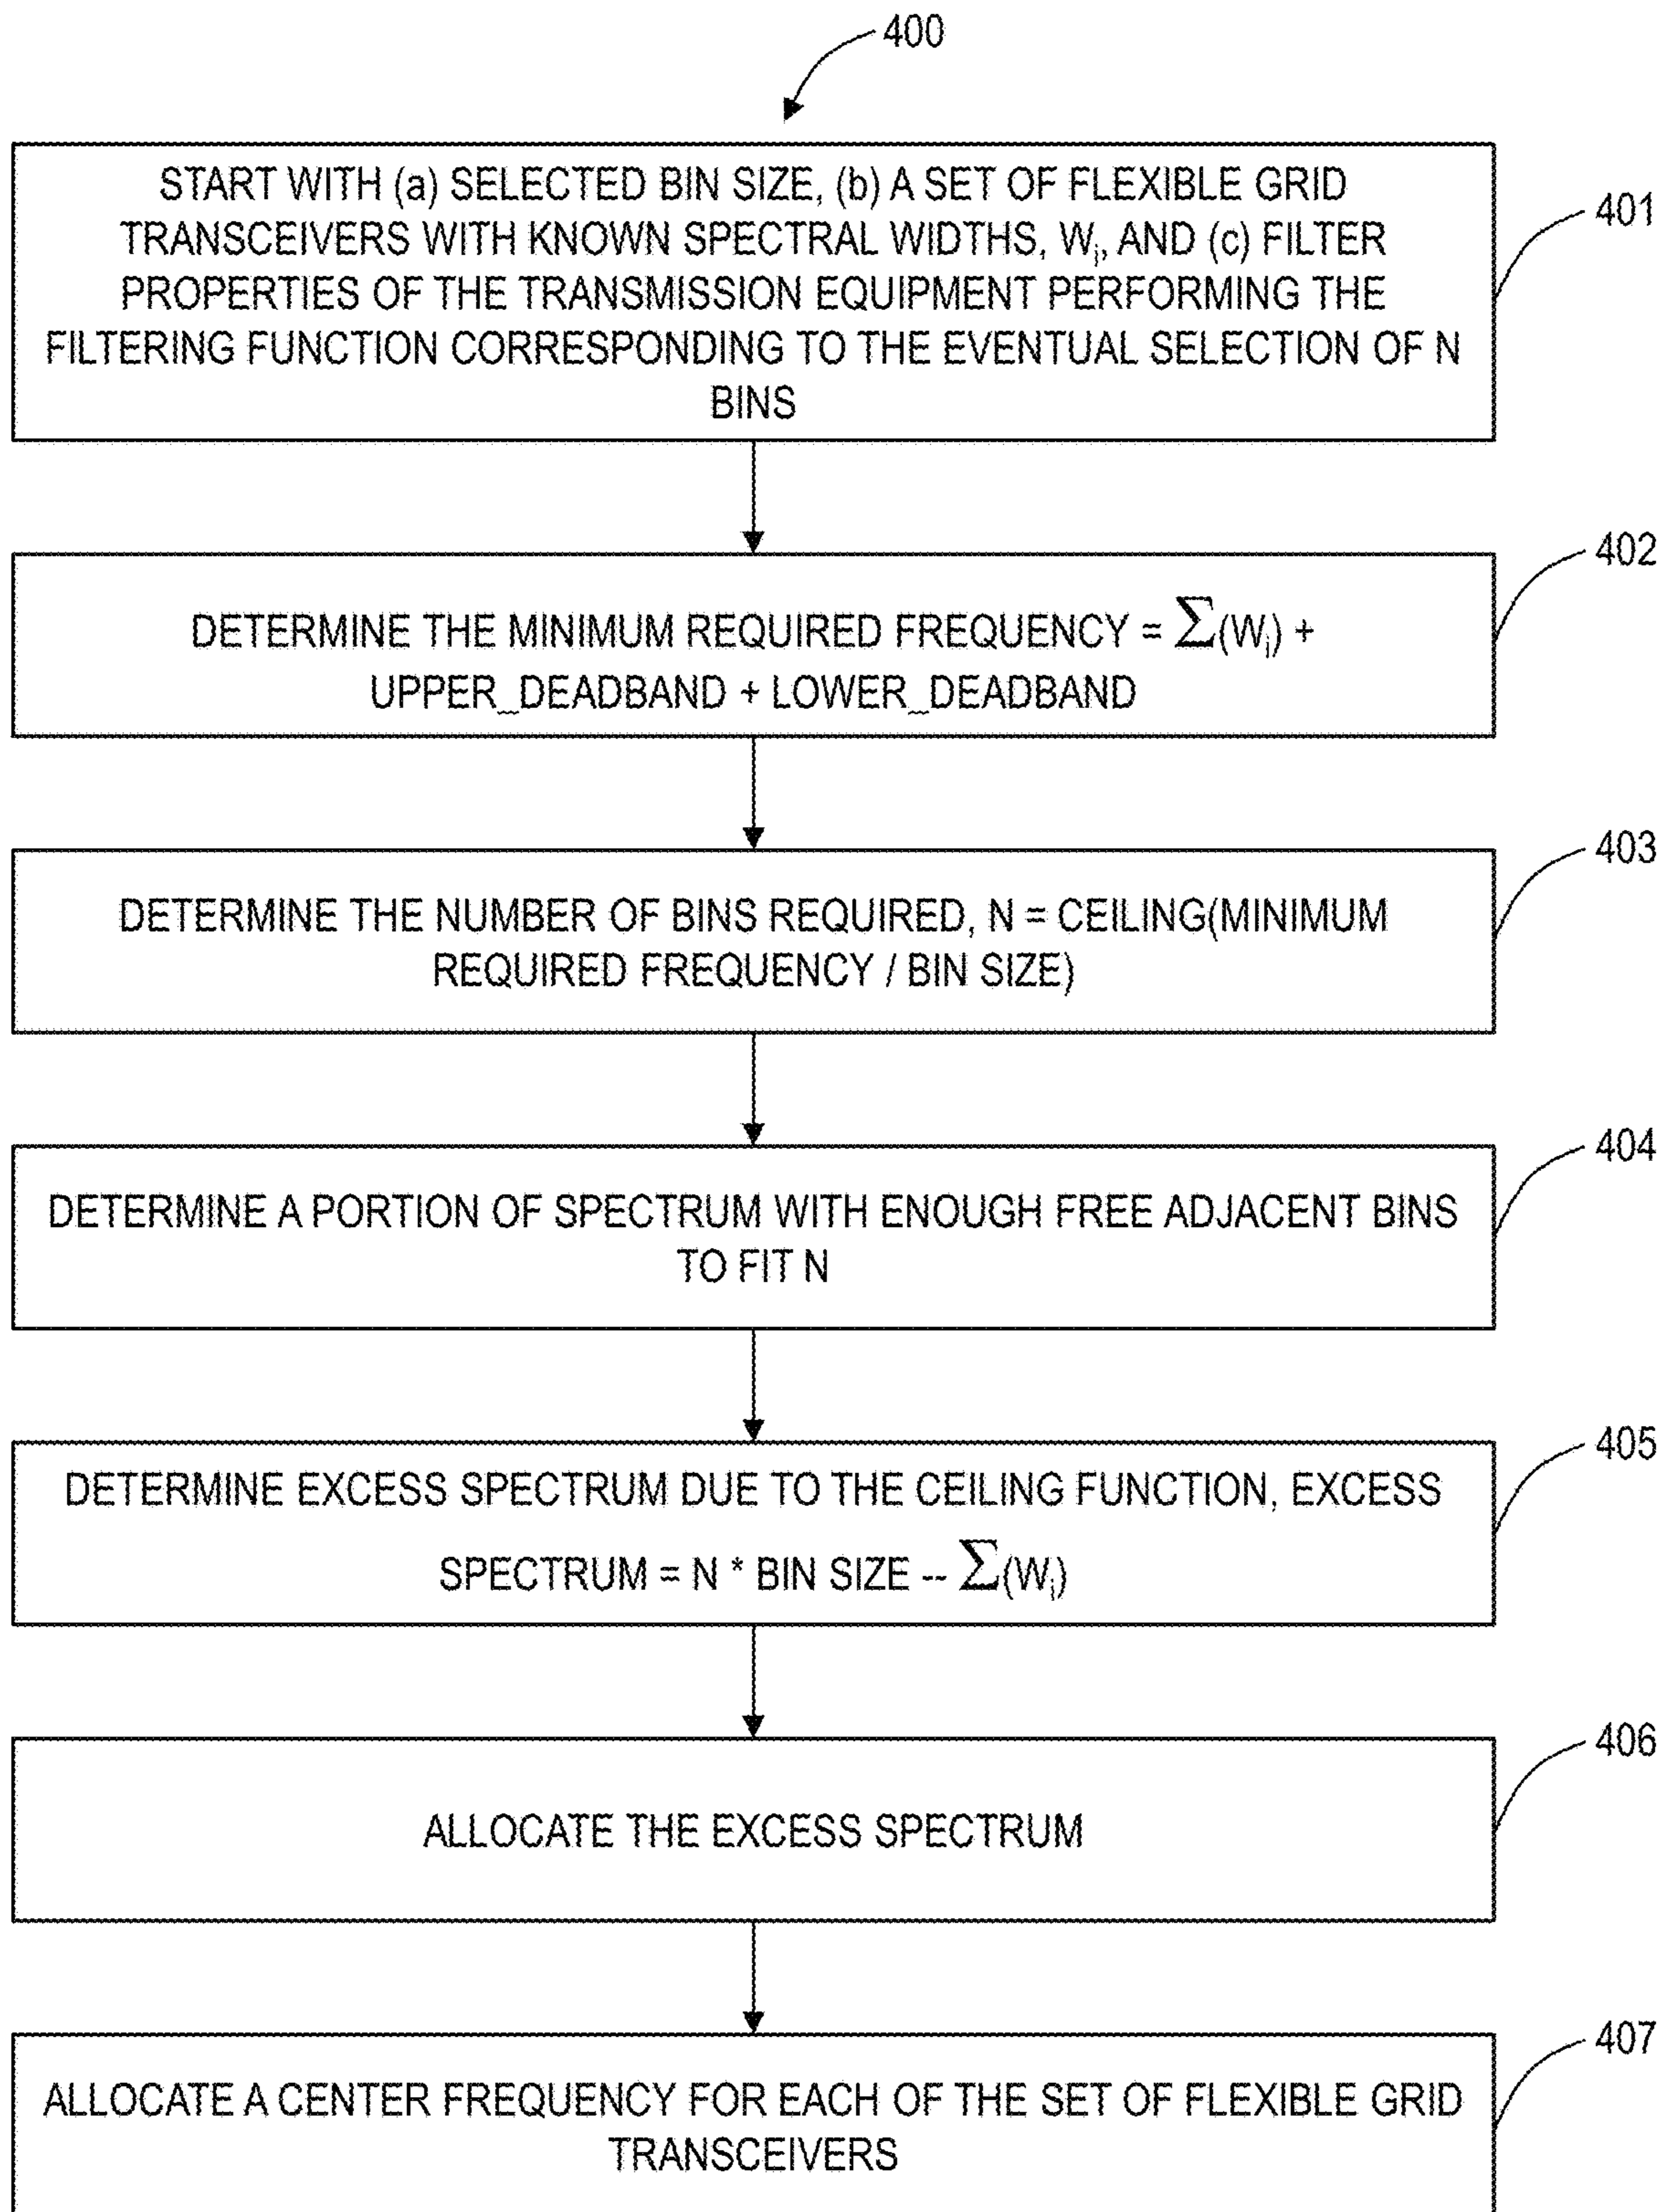 400
START WITH (a) SELECTED BIN SIZE, (b) A SET OF FLEXIBLE GRID
TRANSCEIVERS WITH KNOWN SPECTRAL WIDTHS, Wi, AND (c) FILTER
PROPERTIES OF THE TRANSMISSION EQUIPMENT PERFORMING THE
FILTERING FUNCTION CORRESPONDING TO THE EVENTUAL SELECTION OF N
BINS
401
DETERMINE THE MINIMUM REQUIRED FREQUENCY = Σ(Wi) +
UPPER_DEADBAND + LOWER_DEADBAND
402
DETERMINE THE NUMBER OF BINS REQUIRED, N = CEILING(MINIMUM
REQUIRED FREQUENCY / BIN SIZE)
403
DETERMINE A PORTION OF SPECTRUM WITH ENOUGH FREE ADJACENT BINS
TO FIT N
404
DETERMINE EXCESS SPECTRUM DUE TO THE CEILING FUNCTION, EXCESS
SPECTRUM = N * BIN SIZE -- Σ(Wi)
405
ALLOCATE THE EXCESS SPECTRUM
406
ALLOCATE A CENTER FREQUENCY FOR EACH OF THE SET OF FLEXIBLE GRID
TRANSCEIVERS
407